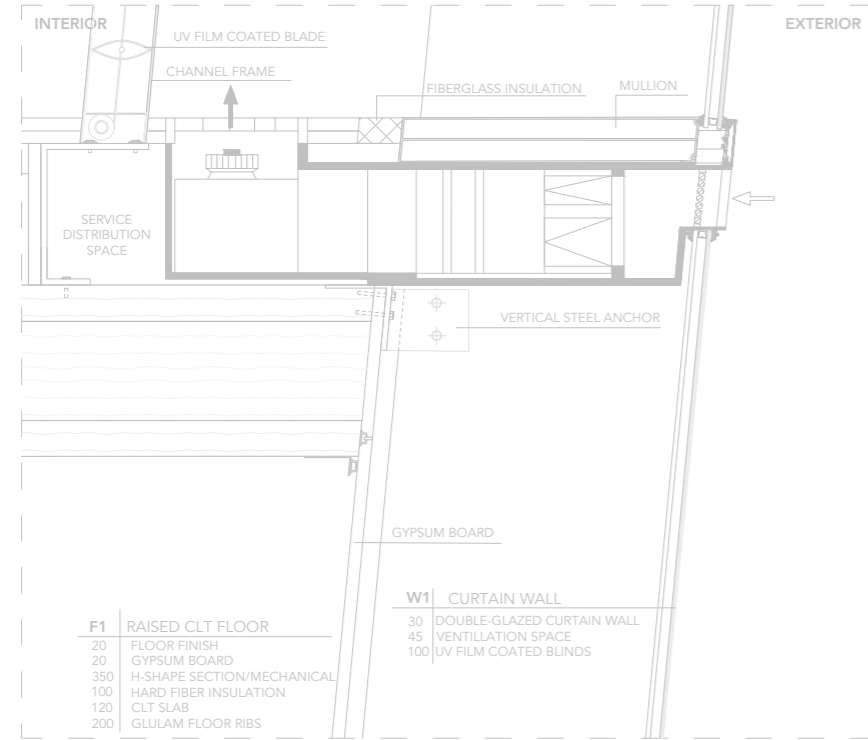 INTERIOR
EXTERIOR
UV FILM COATED BLADE
CHANNEL FRAME
FIBERGLASS INSULATION
MULLION
SERVICE
DISTRIBUTION
SPACE
VERTICAL STEEL ANCHOR
GYPSUM BOARD
F1 RAISED CLT FLOOR
20 FLOOR FINISH
20 GYPSUM BOARD
350 H-SHAPE SECTION/MECHANICAL
100 HARD FIBER INSULATION
120 CLT SLAB
200 GLULAM FLOOR RIBS
W1 CURTAIN WALL
30 DOUBLE-GLAZED CURTAIN WALL
45 VENTILLATION SPACE
100 UV FILM COATED BLINDS